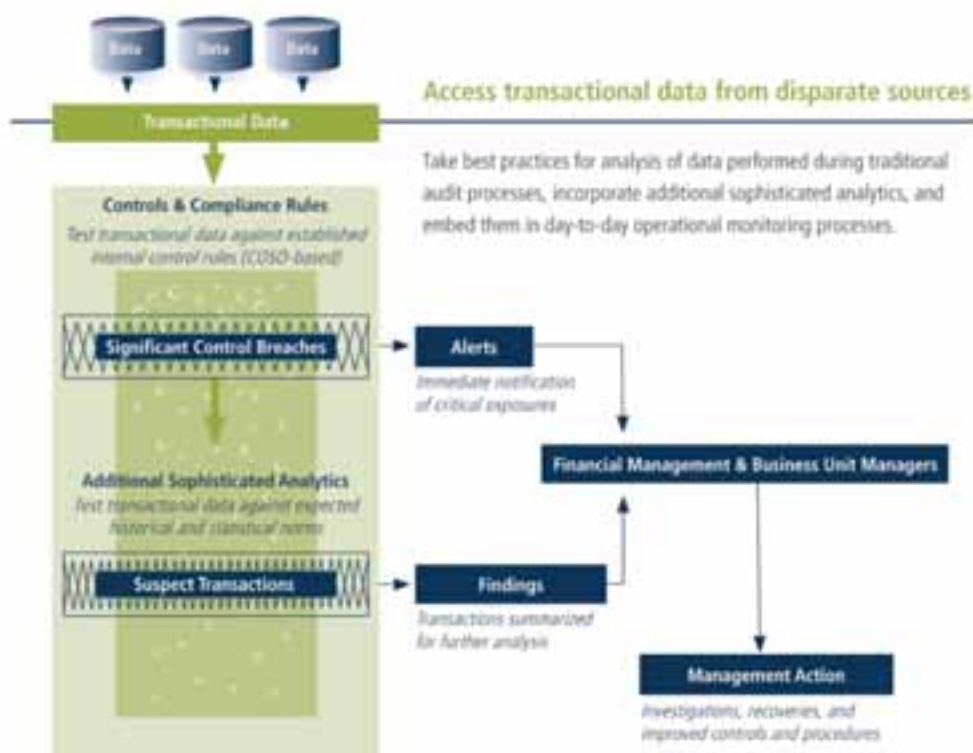 Data
Data
Data
Transactional Data
Access transactional data from disparate sources
Take best practices for analysis of data performed during traditional
audit processes, incorporate additional sophisticated analytics, and
embed them in day-to-day operational monitoring processes.
Controls & Compliance Rules
Test transactional data against established
internal control rules (COSO-based)
Significant Control Breaches
Alerts
Immediate notification
of critical exposures
Financial Management & Business Unit Managers
Additional Sophisticated Analytics
Test transactional data against expected
historical and statistical norms
Suspect Transactions
Findings
Transactions summarized
for further analysis
Management Action
Investigations, recoveries, and
improved controls and procedures